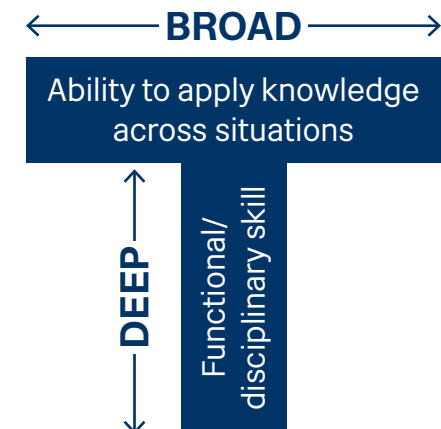 BROAD
Ability to apply knowledge
across situations
DEEP
Functional/
disciplinary skill